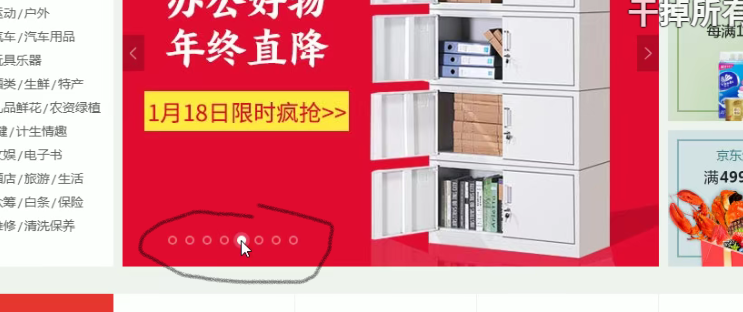 运动/户外
汽车/汽车用品
玩具乐器
类/生鲜/特产
礼品鲜花/农资绿植
健/计生情趣
文娱/电子书
酒店/旅游/生活
众筹/白条/保险
维修/清洗保养
办公好物
年终直降
1月18日限时疯抢>>
干掉所有
每满1
京东
满499